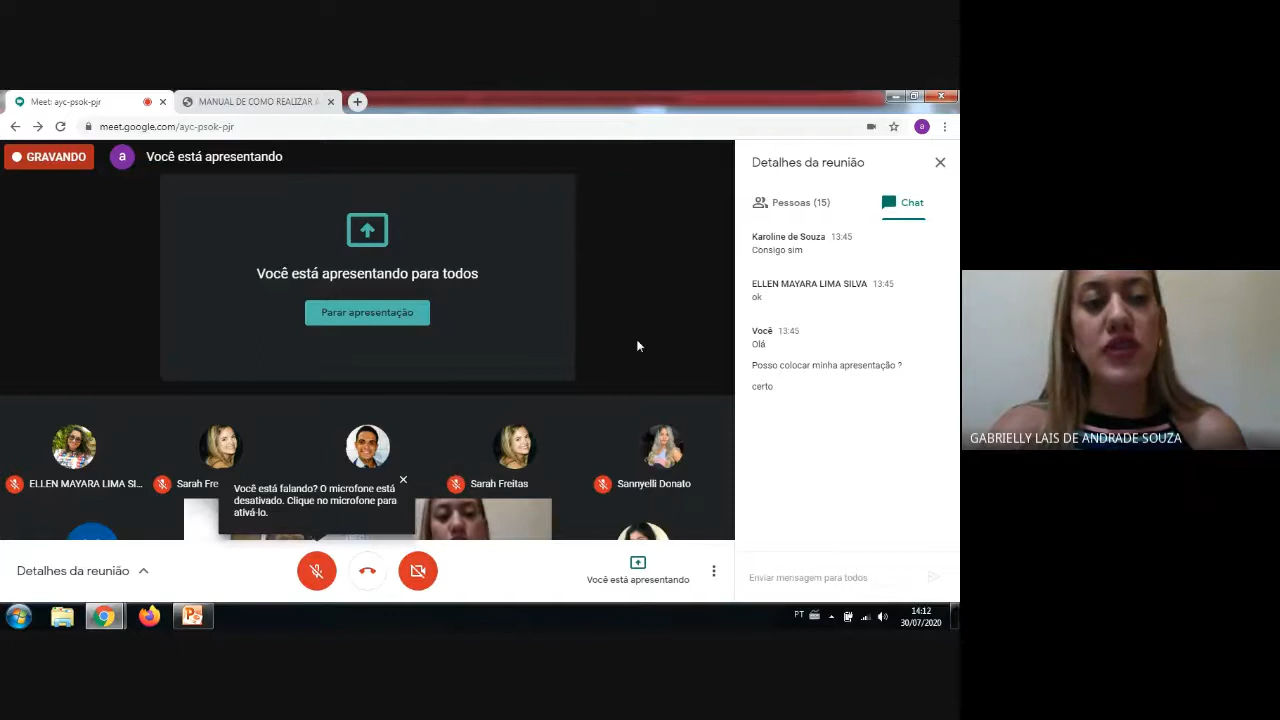 Meet: ayc-psok-pjr
MANUAL DE COMO REALIZAR A
meet.google.com/ayc-psok-pjr
a
GRAVANDO
a
Você está apresentando
Você está apresentando para todos
Parar apresentação
ELLEN MAYARA LIMA SI...
Sarah Fre
Sarah Freitas
Sannyelli Donato
Você está falando? O microfone está
desativado. Clique no microfone para
ativá-lo.
Detalhes da reunião
Você está apresentando
Detalhes da reunião
Pessoas (15)
Chat
Karoline de Souza 13:45
Consigo sim
ELLEN MAYARA LIMA SILVA 13:45
ok
Você 13:45
Olá
Posso colocar minha apresentação ?
certo
Enviar mensagem para todos
PT
14:12
30/07/2020
GABRIELLY LAIS DE ANDRADE SOUZA